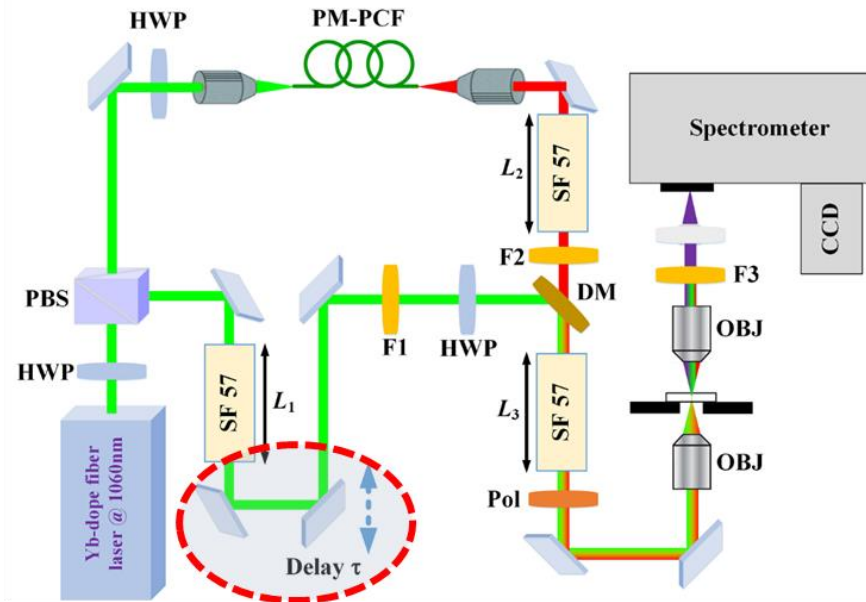 HWP
PM-PCF
Spectrometer
CCD
L2
SF 57
F2
DM
F3
OBJ
PBS
F1
HWP
HWP
SF 57
L1
SF 57
L3
OBJ
Pol
Yb-dope fiber
laser @ 1060nm
Delay τ